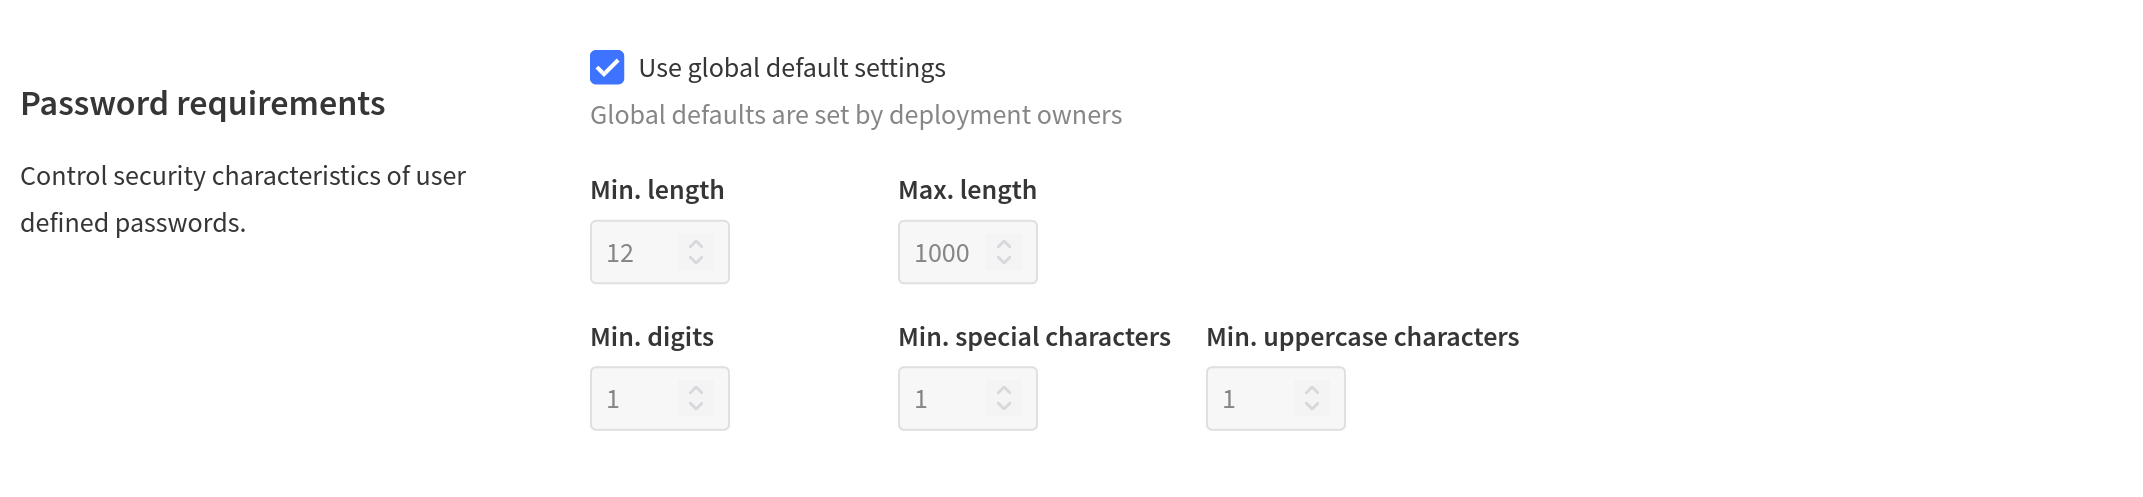 Password requirements
Control security characteristics of user
defined passwords.
Use global default settings
Global defaults are set by deployment owners
Min. length
Max. length
12
1000
Min. digits
Min. special characters
Min. uppercase characters
1
1
1